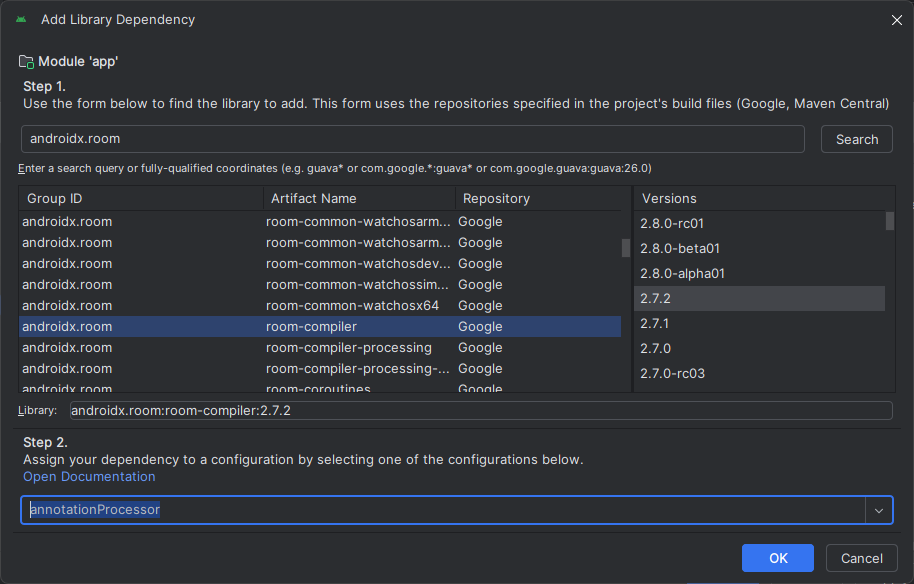 Add Library Dependency
Module 'app'
Step 1.
Use the form below to find the library to add. This form uses the repositories specified in the project's build files (Google, Maven Central)
androidx.room
Search
Enter a search query or fully-qualified coordinates (e.g. guava* or com.google.*:guava* or com.google.guava:guava:26.0)
Group ID Artifact Name Repository Versions
androidx.room room-common-watchosarm... Google
androidx.room room-common-watchosarm... Google
androidx.room room-common-watchosdev... Google
androidx.room room-common-watchossim... Google
androidx.room room-common-watchosx64 Google
androidx.room room-compiler Google
androidx.room room-compiler-processing Google
androidx.room room-compiler-processing-... Google
androidx.room room-coroutines Google
2.8.0-rc01
2.8.0-beta01
2.8.0-alpha01
2.7.2
2.7.1
2.7.0
2.7.0-rc03
Library: androidx.room:room-compiler:2.7.2
Step 2.
Assign your dependency to a configuration by selecting one of the configurations below.
Open Documentation
annotationProcessor
OK Cancel